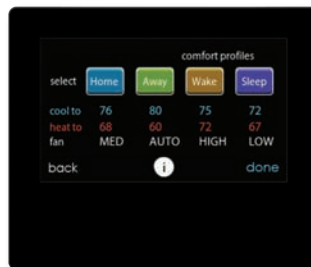 comfort profiles
select Home Away Wake Sleep
cool to 76 80 75 72
heat to 68 60 72 67
fan MED AUTO HIGH LOW
back i done